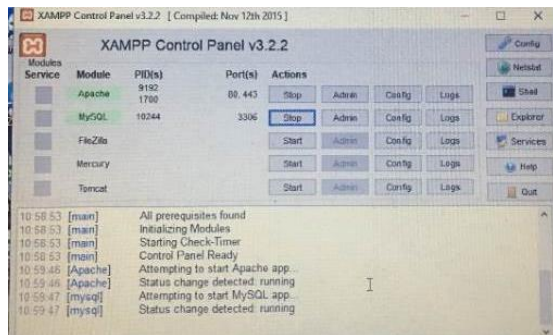 XAMPP Control Panel v3.2.2 [ Compiled: Nov 12th 2015 ]
XAMPP Control Panel v3.2.2
Config
Modules
Service Module PID(s) Port(s) Actions
Netstat
Apache 9192 1700 80, 443 Stop Admin Config Logs
Shell
MySQL 10244 3306 Stop Admin Config Logs
Explorer
FileZilla Start Admin Config Logs
Services
Mercury Start Admin Config Logs
Help
Tomcat Start Admin Config Logs
Quit
10:58:53 [main] All prerequisites found
10:58:53 [main] Initializing Modules
10:58:53 [main] Starting Check-Timer
10:58:53 [main] Control Panel Ready
10:59:46 [Apache] Attempting to start Apache app...
10:59:46 [Apache] Status change detected: running
10:59:47 [mysql] Attempting to start MySQL app...
10:59:47 [mysql] Status change detected: running